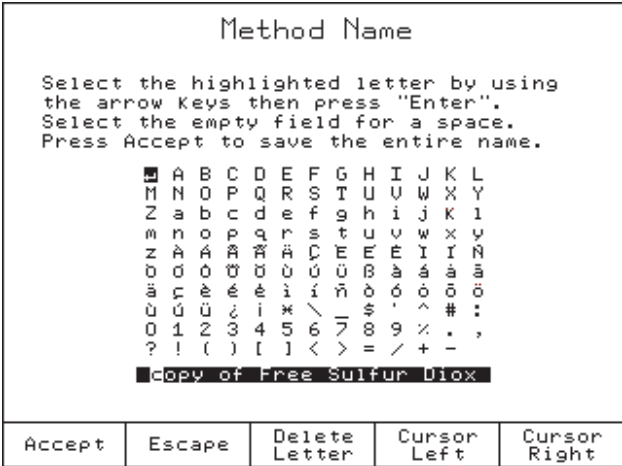 Method Name
Select the highlighted letter by using
the arrow Keys then press "Enter".
Select the empty field for a space.
Press Accept to save the entire name.
↵ A B C D E F G H I J K L
M N O P Q R S T U V W X Y
Z a b c d e f g h i j k l
m n o p q r s t u v w x y
0 1 2 3 4 5 6 7 8 9 % . ,
? ! ( ) [ ] < > = / + -
copy of Free Sulfur Diox
Accept
Escape
Delete
Letter
Cursor
Left
Cursor
Right